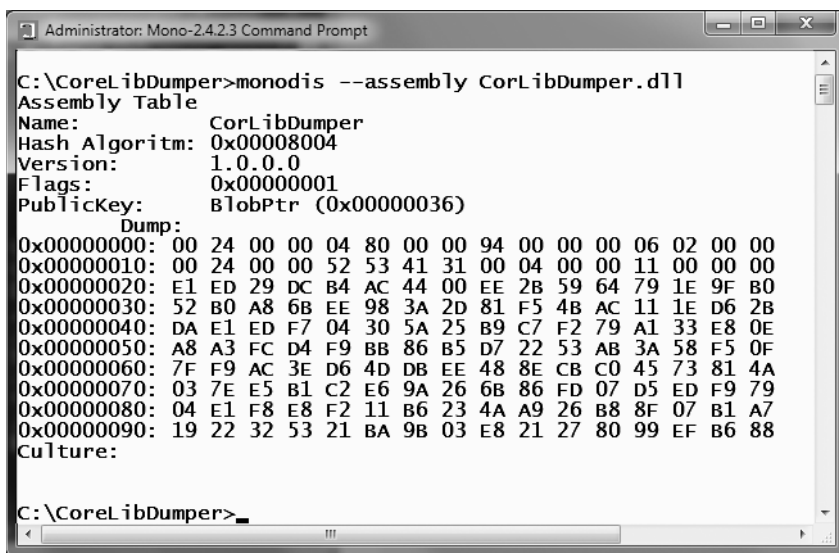 Administrator: Mono-2.4.2.3 Command Prompt
C:\CoreLibDumper>monodis --assembly CorLibDumper.dll
Assembly Table
Name: CorLibDumper
Hash Algoritm: 0x00008004
Version: 1.0.0.0
Flags: 0x00000001
PublicKey: BlobPtr (0x00000036)
Dump:
0x00000000: 00 24 00 00 04 80 00 00 94 00 00 00 06 02 00 00
0x00000010: 00 24 00 00 52 53 41 31 00 04 00 00 11 00 00 00
0x00000020: E1 ED 29 DC B4 AC 44 00 EE 2B 59 64 79 1E 9F B0
0x00000030: 52 B0 A8 6B EE 98 3A 2D 81 F5 4B AC 11 1E D6 2B
0x00000040: DA E1 ED F7 04 30 5A 25 B9 C7 F2 79 A1 33 E8 0E
0x00000050: A8 A3 FC D4 F9 BB 86 B5 D7 22 53 AB 3A 58 F5 0F
0x00000060: 7F F9 AC 3E D6 4D DB EE 48 8E CB C0 45 73 81 4A
0x00000070: 03 7E E5 B1 C2 E6 9A 26 6B 86 FD 07 D5 ED F9 79
0x00000080: 04 E1 F8 E8 F2 11 B6 23 4A A9 26 B8 8F 07 B1 A7
0x00000090: 19 22 32 53 21 BA 9B 03 E8 21 27 80 99 EF B6 88
Culture:
C:\CoreLibDumper>